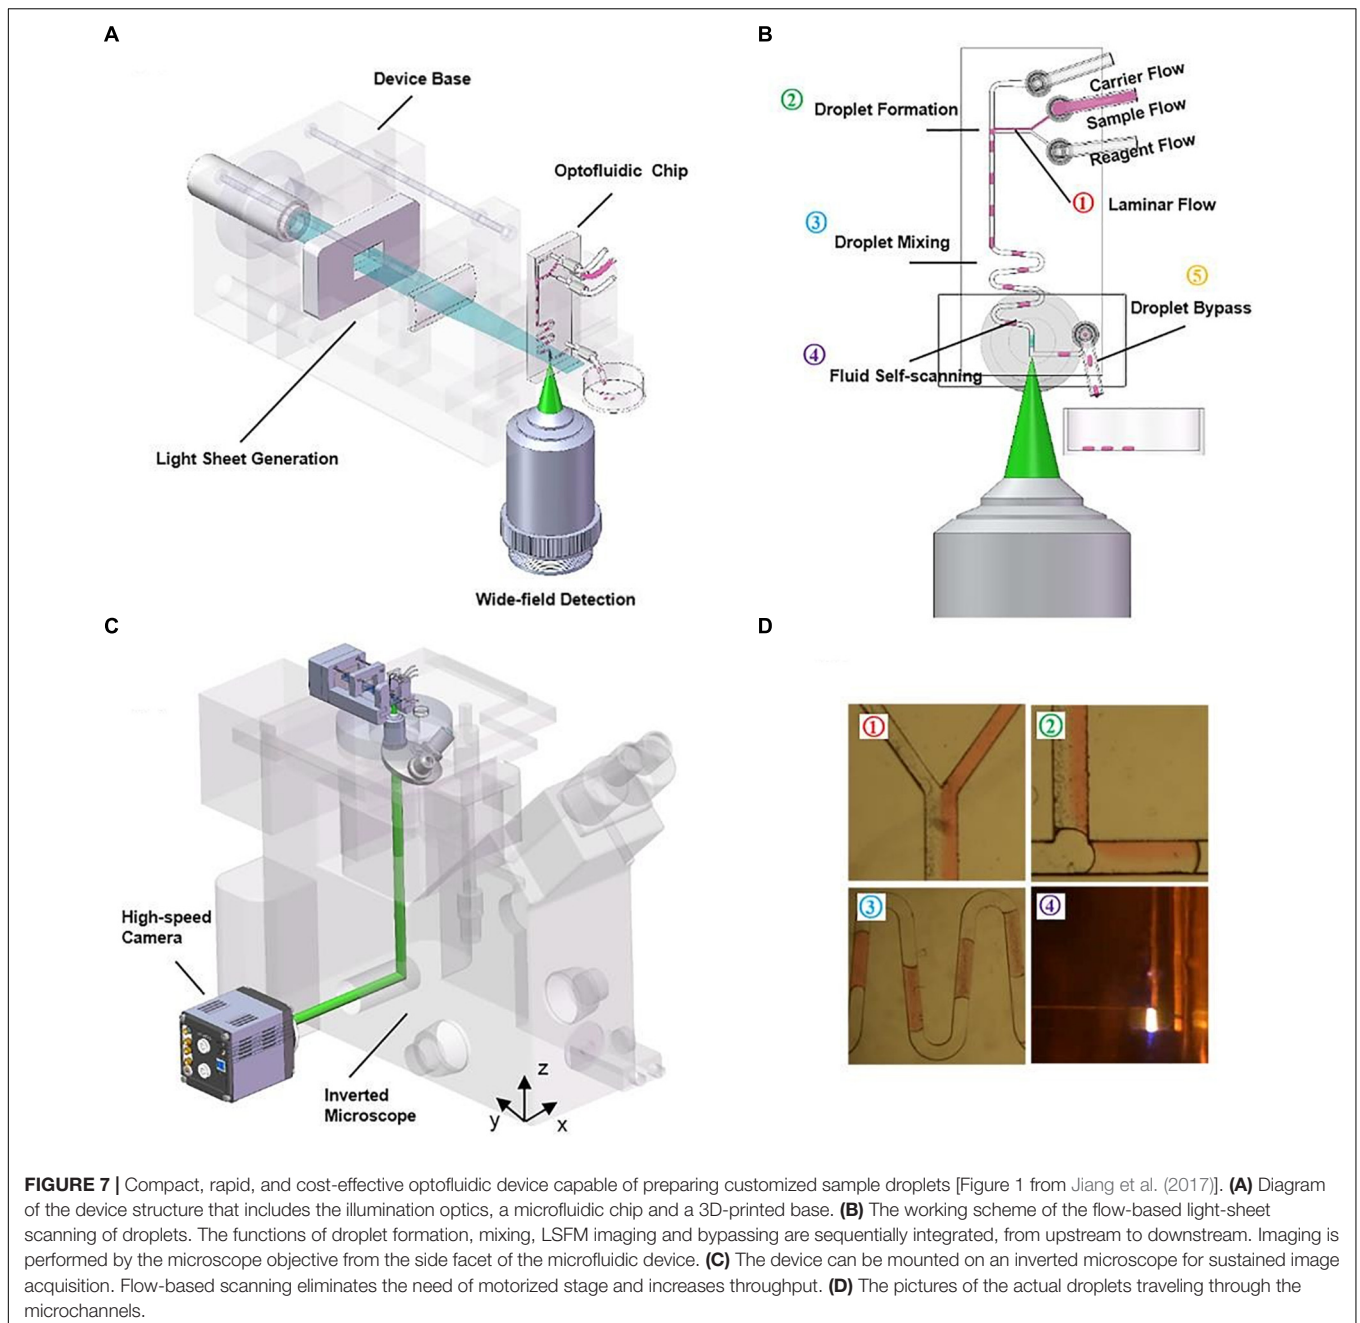 A
Device Base
Optofluidic Chip
Light Sheet Generation
Wide-field Detection
B
Carrier Flow
Sample Flow
Reagent Flow
② Droplet Formation
① Laminar Flow
③ Droplet Mixing
⑤
Droplet Bypass
④ Fluid Self-scanning
C
High-speed
Camera
Inverted
Microscope
z
y
x
D
① ②
③ ④
FIGURE 7 | Compact, rapid, and cost-effective optofluidic device capable of preparing customized sample droplets [Figure 1 from Jiang et al. (2017)]. (A) Diagram
of the device structure that includes the illumination optics, a microfluidic chip and a 3D-printed base. (B) The working scheme of the flow-based light-sheet
scanning of droplets. The functions of droplet formation, mixing, LSFM imaging and bypassing are sequentially integrated, from upstream to downstream. Imaging is
performed by the microscope objective from the side facet of the microfluidic device. (C) The device can be mounted on an inverted microscope for sustained image
acquisition. Flow-based scanning eliminates the need of motorized stage and increases throughput. (D) The pictures of the actual droplets traveling through the
microchannels.